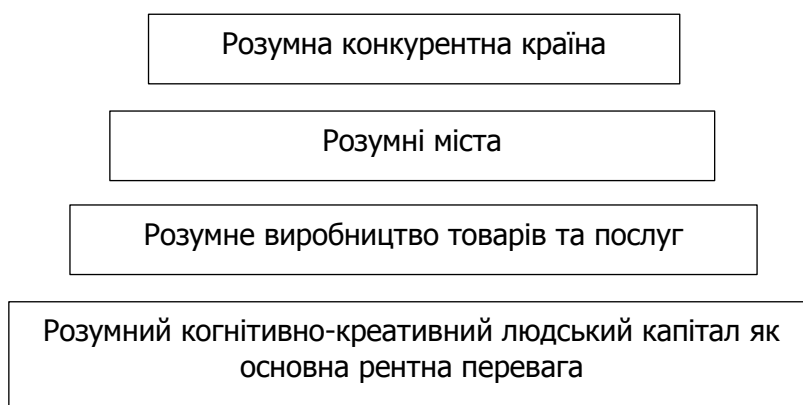 Розумна конкурентна країна
Розумні міста
Розумне виробництво товарів та послуг
Розумний когнітивно-креативний людський капітал як
основна рентна перевага